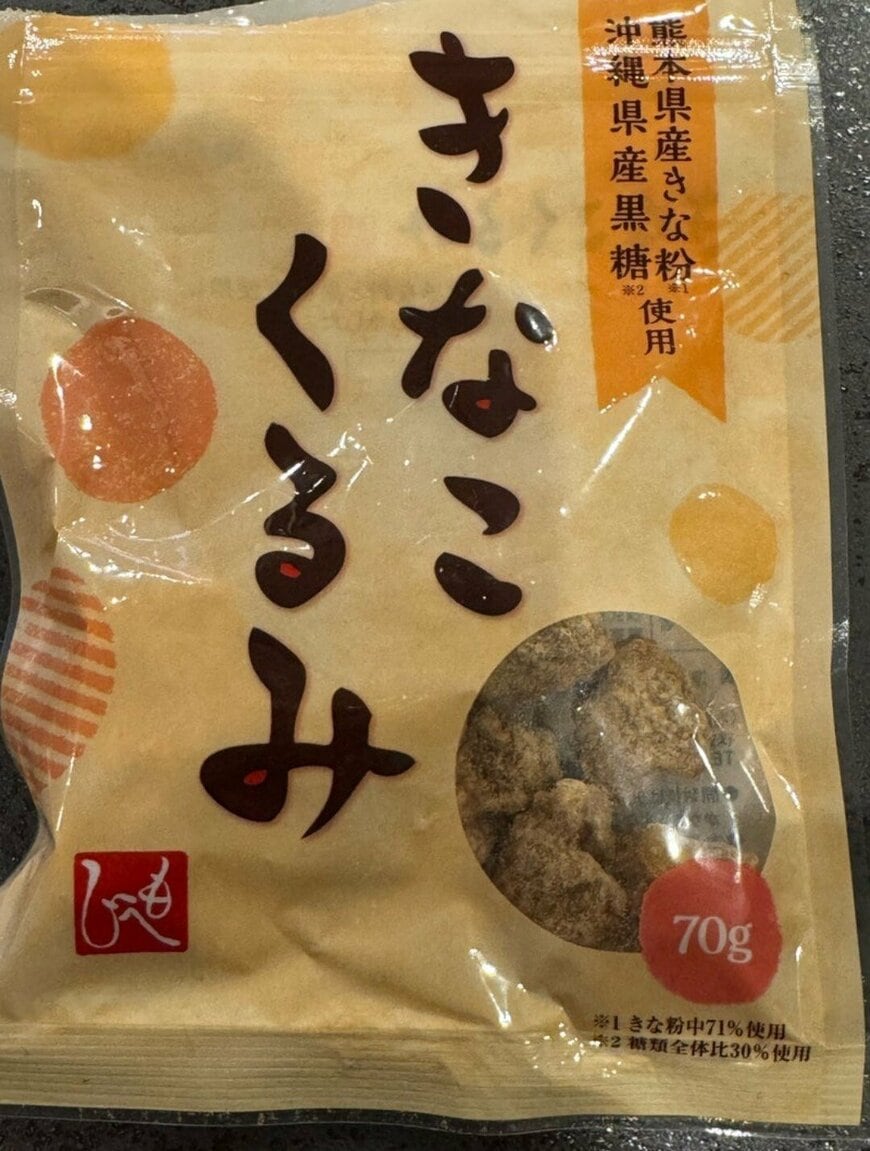 熊本県産きな粉※1
沖縄県産黒糖※2
使用
きなこ
くるみ
もへじ
70g
※1 きな粉中71%使用
※2 糖類全体比30%使用